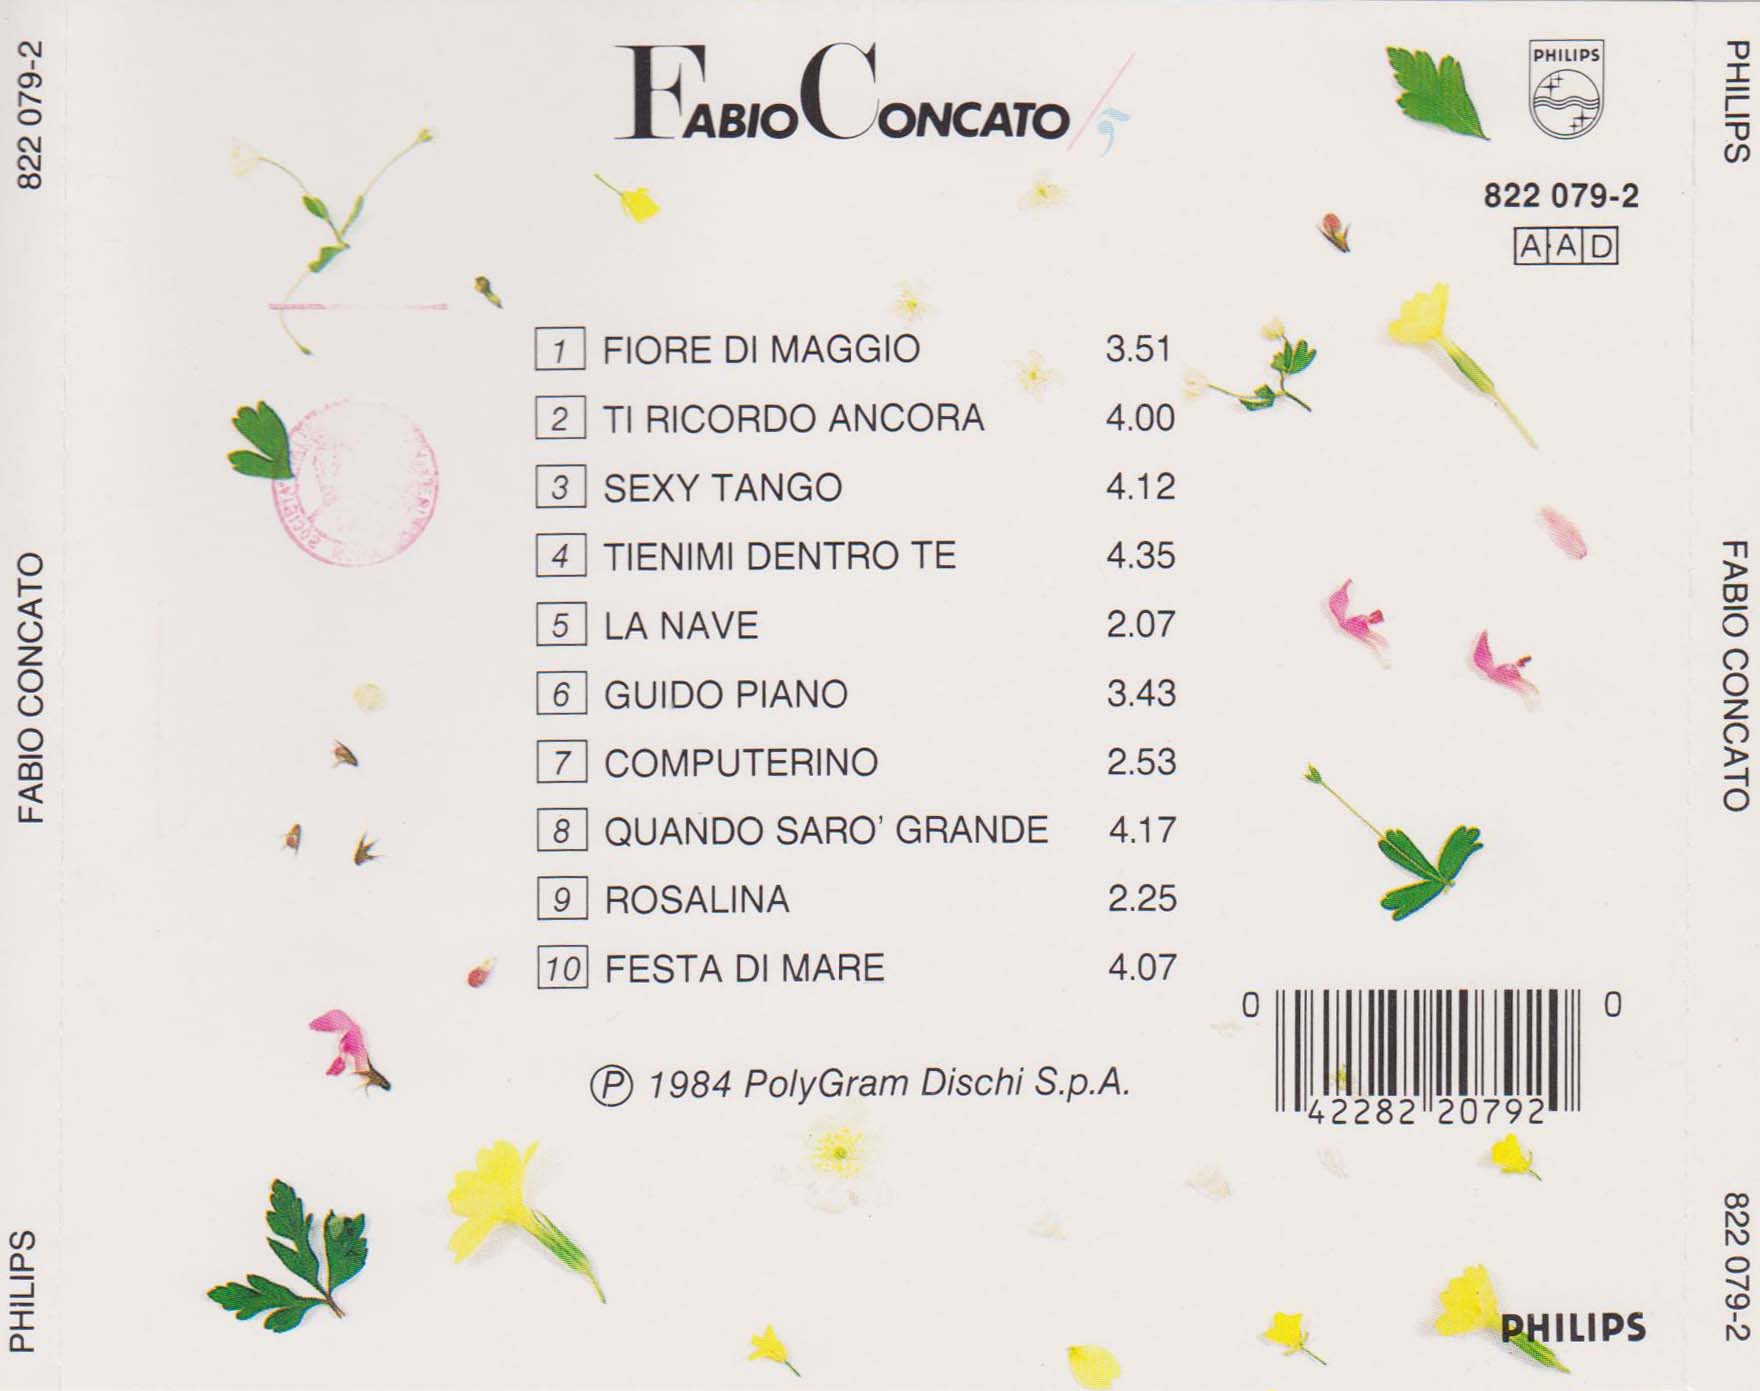 822 079-2
FABIO CONCATO
PHILIPS
FABIO CONCATO
PHILIPS
822 079-2
A A D
1 FIORE DI MAGGIO 3.51
2 TI RICORDO ANCORA 4.00
3 SEXY TANGO 4.12
4 TIENIMI DENTRO TE 4.35
5 LA NAVE 2.07
6 GUIDO PIANO 3.43
7 COMPUTERINO 2.53
8 QUANDO SARO' GRANDE 4.17
9 ROSALINA 2.25
10 FESTA DI MARE 4.07
℗ 1984 PolyGram Dischi S.p.A.
0 42282 20792 0
PHILIPS
SOCIETA'
PHILIPS
FABIO CONCATO
822 079-2